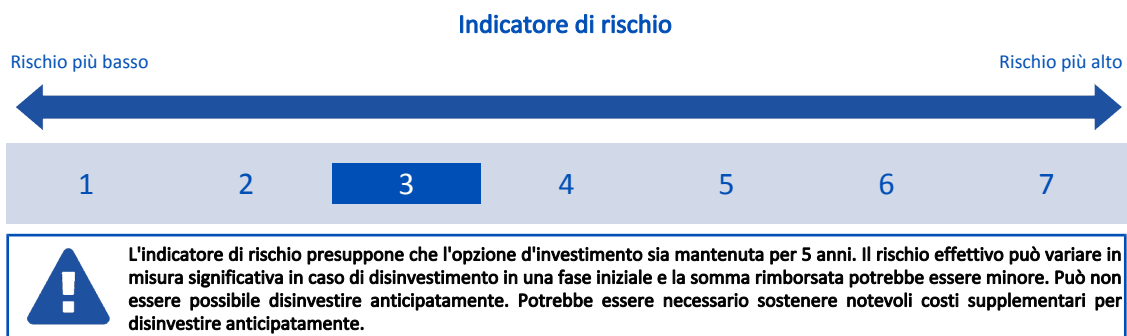 Indicatore di rischio
Rischio più basso
Rischio più alto
1 2 3 4 5 6 7
L'indicatore di rischio presuppone che l'opzione d'investimento sia mantenuta per 5 anni. Il rischio effettivo può variare in
misura significativa in caso di disinvestimento in una fase iniziale e la somma rimborsata potrebbe essere minore. Può non
essere possibile disinvestire anticipatamente. Potrebbe essere necessario sostenere notevoli costi supplementari per
disinvestire anticipatamente.